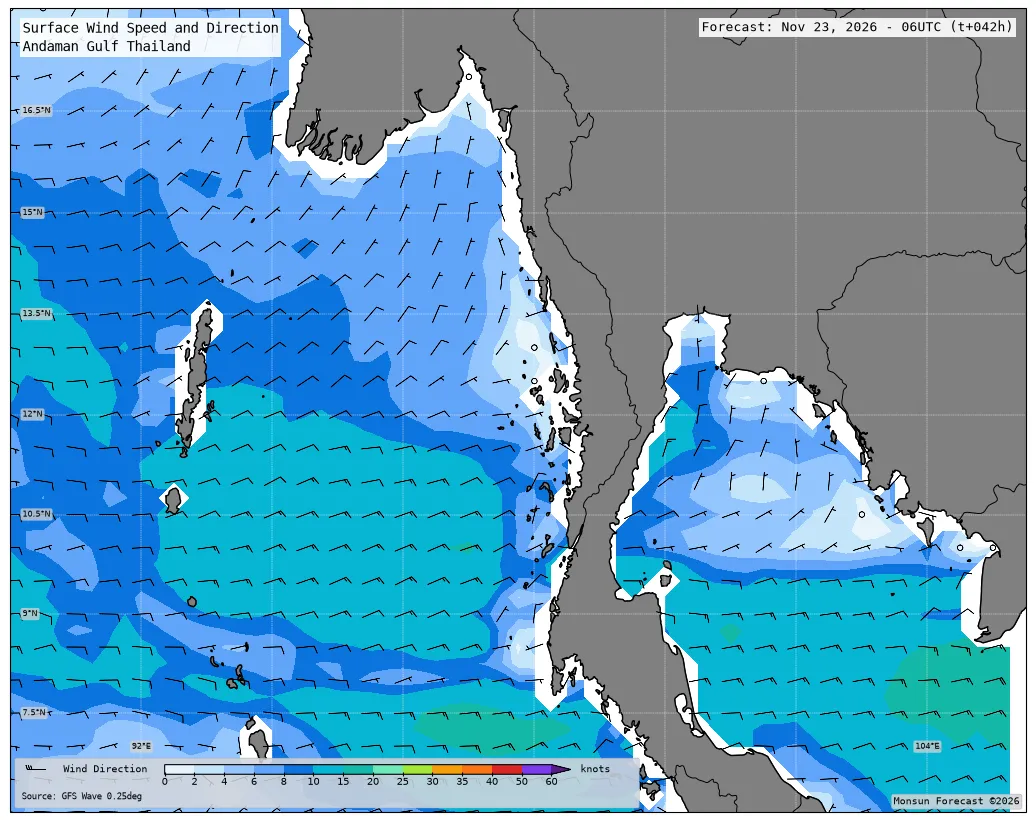 Surface Wind Speed and Direction
Andaman Gulf Thailand
Forecast: Nov 23, 2026 - 06UTC (t+042h)
16.5°N
15°N
13.5°N
12°N
10.5°N
9°N
7.5°N
92°E
104°E
Wind Direction
knots
0 2 4 6 8 10 15 20 25 30 35 40 50 60
Source: GFS Wave 0.25deg
Monsun Forecast ©2026